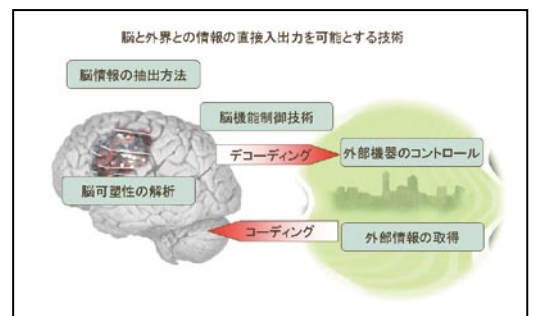 脳と外界との情報の直接入出力を可能とする技術
脳情報の抽出方法
脳機能制御技術
デコーディング
外部機器のコントロール
脳可塑性の解析
コーディング
外部情報の取得